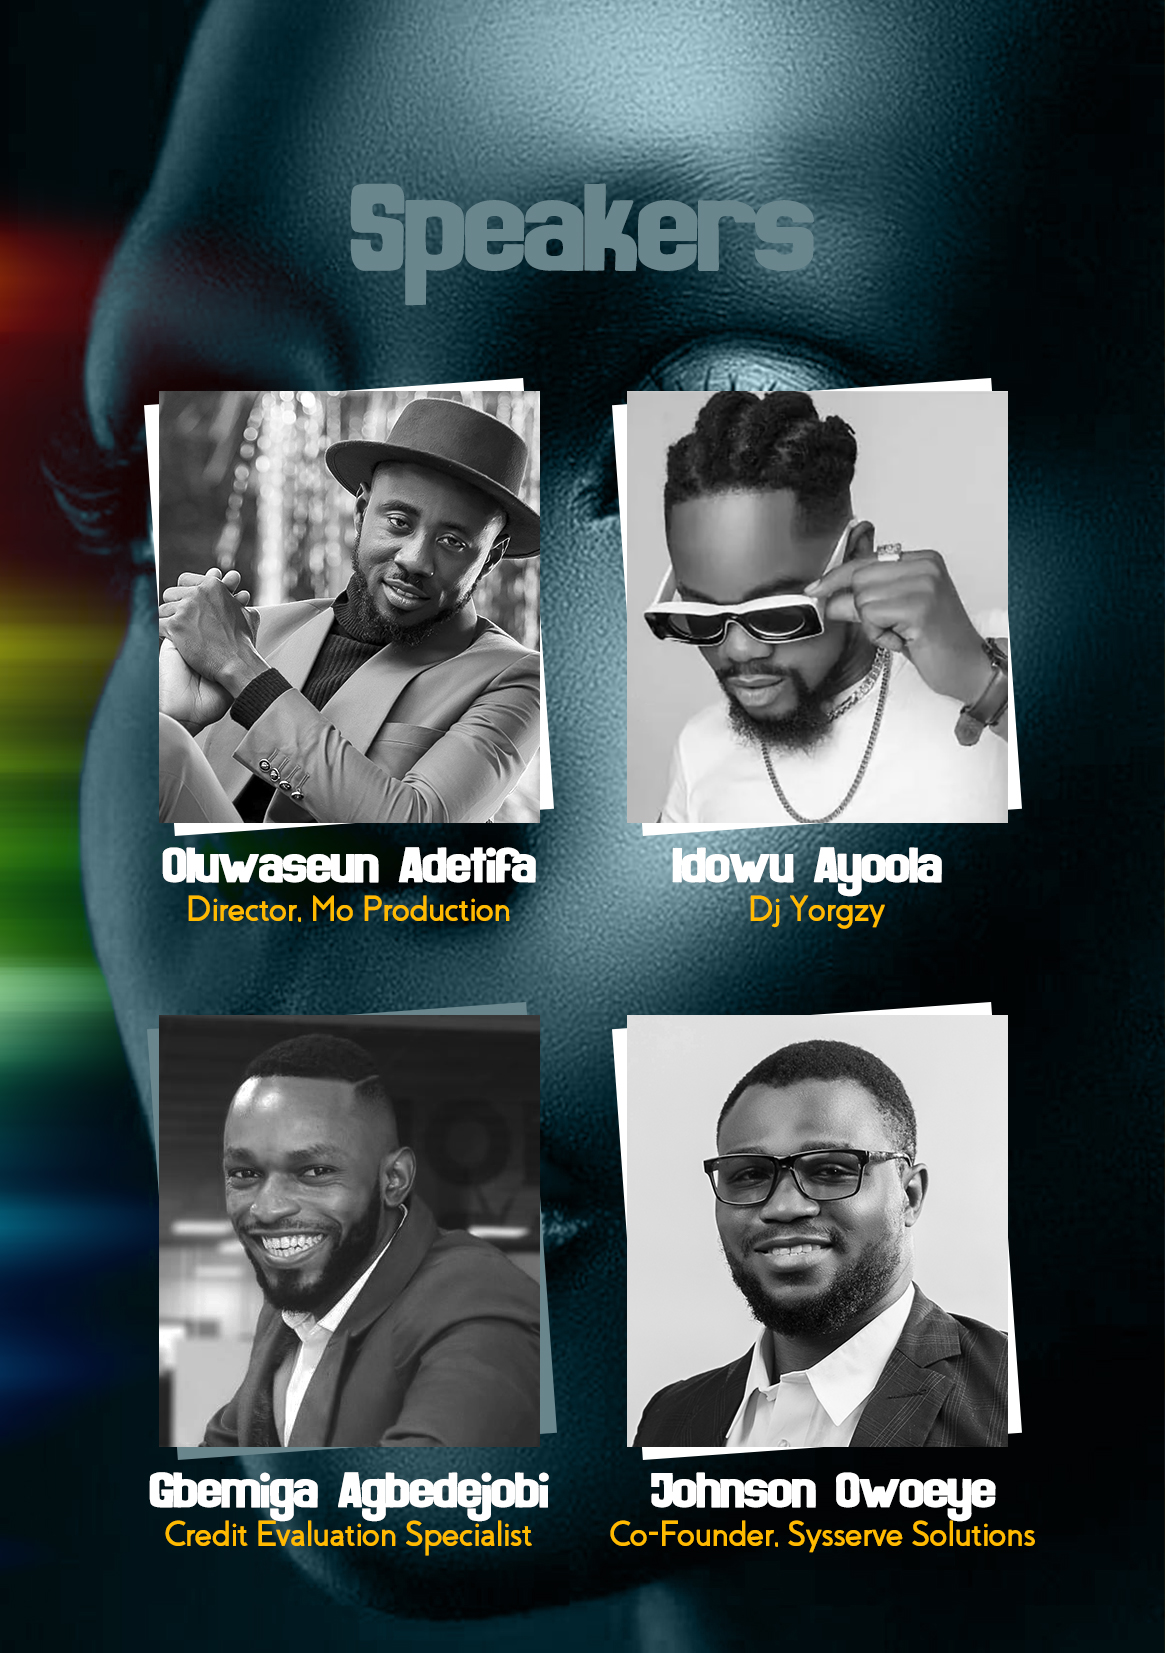 Speakers
Oluwaseun Adetifa
Director, Mo Production
Idowu Ayoola
Dj Yorgzy
Gbemiga Agbedejobi
Credit Evaluation Specialist
Johnson Owoeye
Co-Founder, Sysserve Solutions